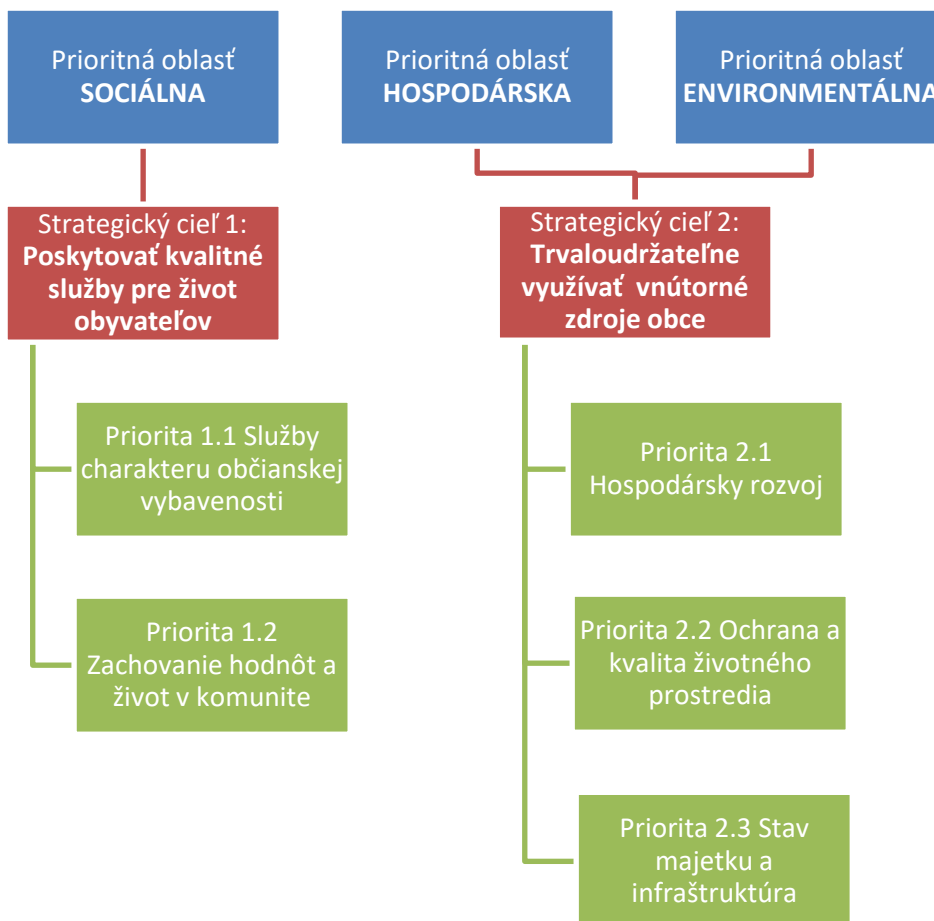 Prioritná oblasť
SOCIÁLNA
Prioritná oblasť
HOSPODÁRSKA
Prioritná oblasť
ENVIRONMENTÁLNA
Strategický cieľ 1:
Poskytovať kvalitné
služby pre život
obyvateľov
Strategický cieľ 2:
Trvaloudržateľne
využívať vnútorné
zdroje obce
Priorita 1.1 Služby
charakteru občianskej
vybavenosti
Priorita 1.2
Zachovanie hodnôt a
život v komunite
Priorita 2.1
Hospodársky rozvoj
Priorita 2.2 Ochrana a
kvalita životného
prostredia
Priorita 2.3 Stav
majetku a
infraštruktúra